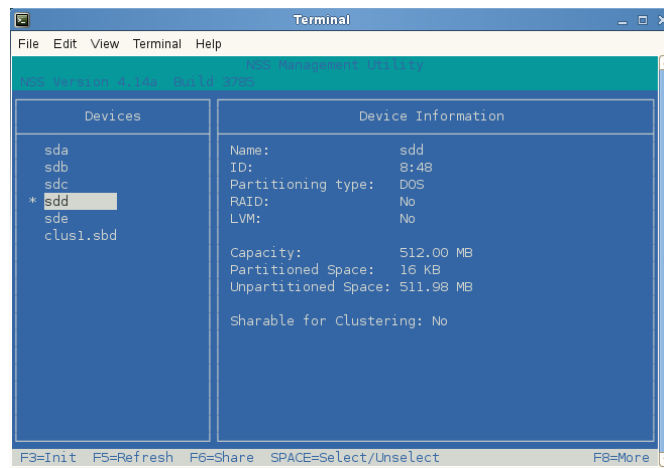 Terminal
File Edit View Terminal Help
NSS Management Utility
NSS Version 4.14a Build 3785
Devices
sda
sdb
sdc
* sdd
sde
clus1.sbd
Device Information
Name: sdd
ID: 8:48
Partitioning type: DOS
RAID: No
LVM: No
Capacity: 512.00 MB
Partitioned Space: 16 KB
Unpartitioned Space: 511.98 MB
Sharable for Clustering: No
F3=Init F5=Refresh F6=Share SPACE=Select/Unselect F8=More